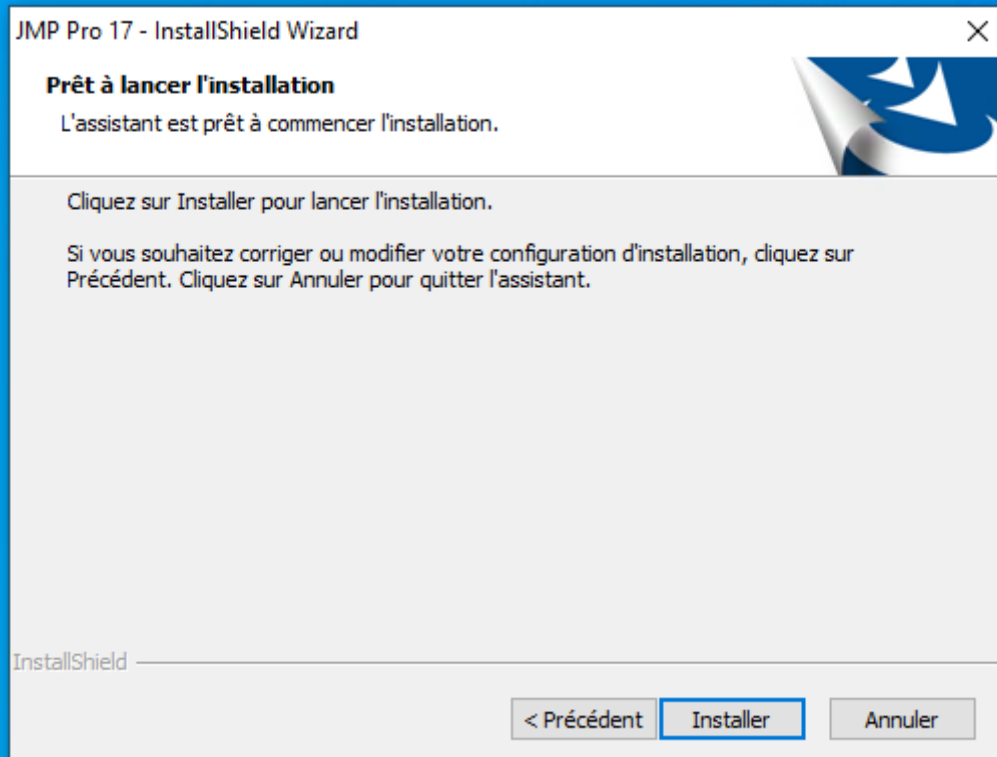 JMP Pro 17 - InstallShield Wizard
Prêt à lancer l'installation
L'assistant est prêt à commencer l'installation.
Cliquez sur Installer pour lancer l'installation.
Si vous souhaitez corriger ou modifier votre configuration d'installation, cliquez sur
Précédent. Cliquez sur Annuler pour quitter l'assistant.
InstallShield
< Précédent
Installer
Annuler